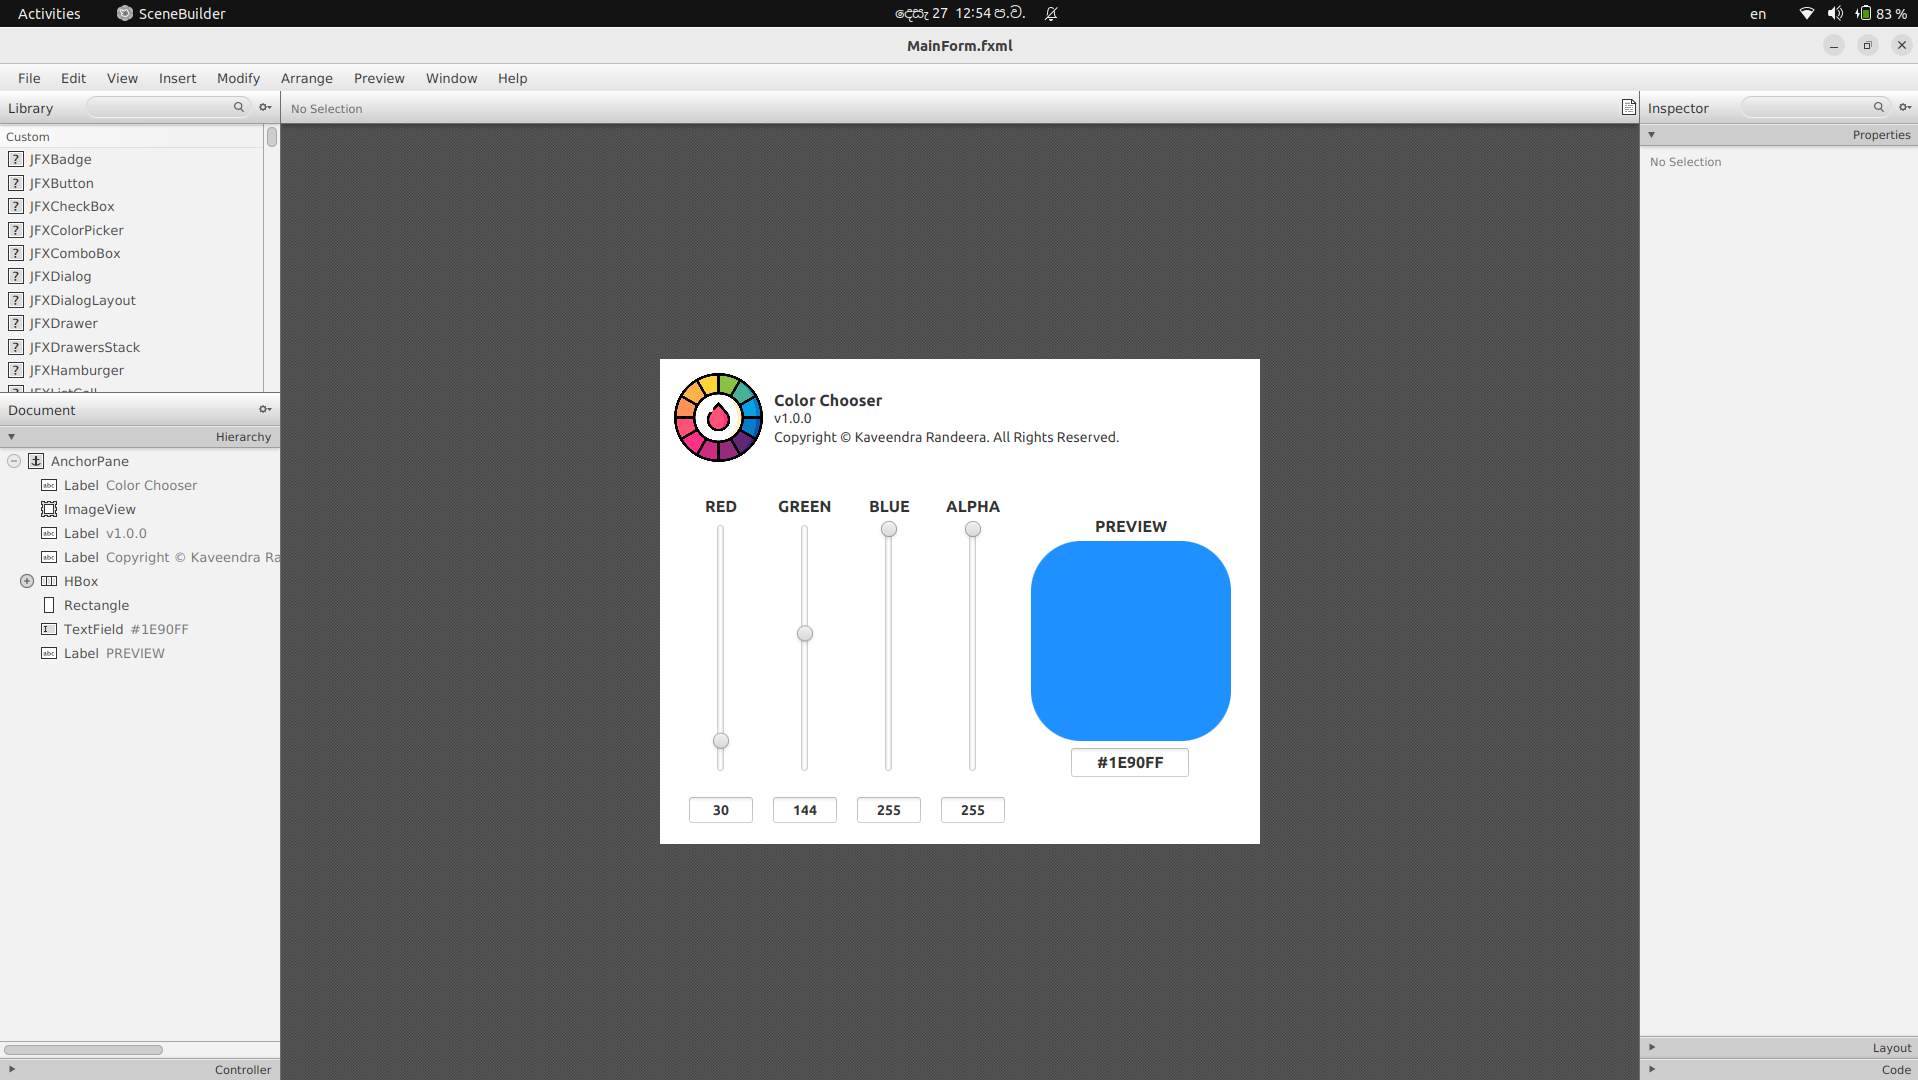 Activities SceneBuilder දෙසැ 27 12:54 ප.ව. en 83 %
MainForm.fxml
File Edit View Insert Modify Arrange Preview Window Help
Library No Selection Inspector
Custom
JFXBadge
JFXButton
JFXCheckBox
JFXColorPicker
JFXComboBox
JFXDialog
JFXDialogLayout
JFXDrawer
JFXDrawersStack
JFXHamburger
JFXListCell
Document
Hierarchy
AnchorPane
Label Color Chooser
ImageView
Label v1.0.0
Label Copyright © Kaveendra Ra
HBox
Rectangle
TextField #1E90FF
Label PREVIEW
Controller
Color Chooser
v1.0.0
Copyright © Kaveendra Randeera. All Rights Reserved.
RED GREEN BLUE ALPHA
PREVIEW
#1E90FF
30 144 255 255
Properties
No Selection
Layout
Code